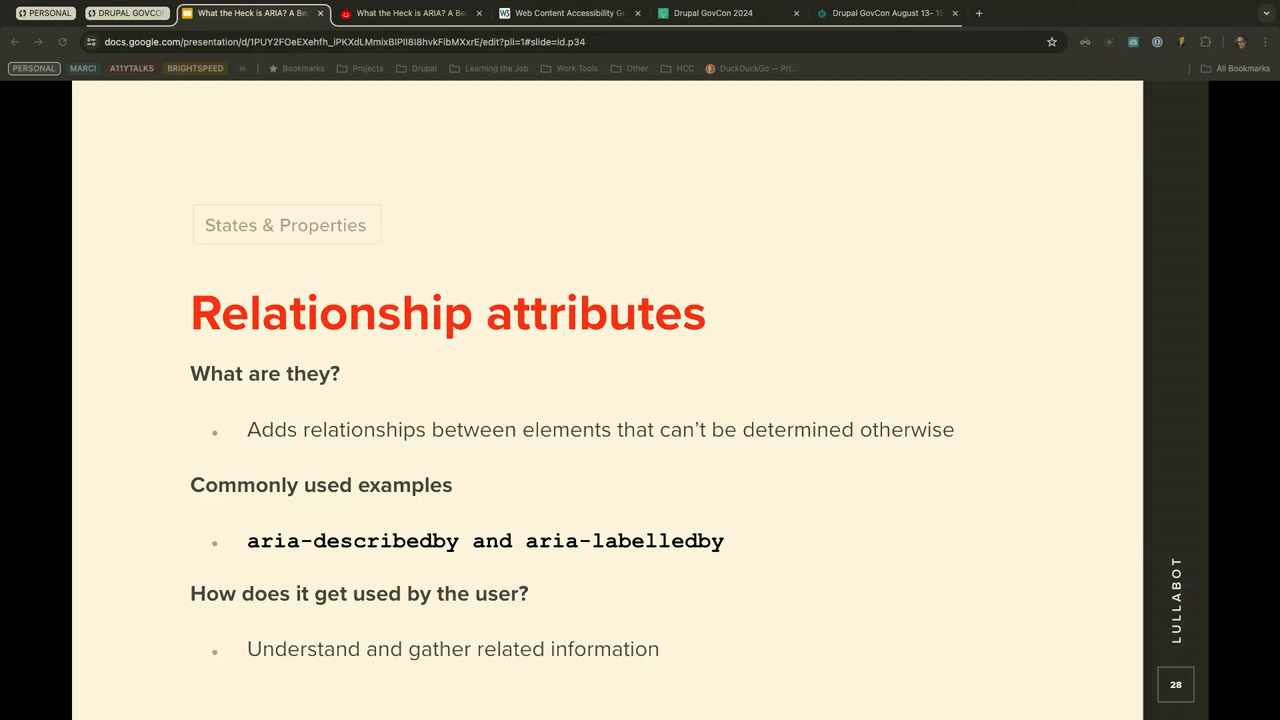 PERSONAL
DRUPAL GOVCO
What the Heck is ARIA? A Be
What the Heck is ARIA? A Be
Web Content Accessibility Gu
Drupal GovCon 2024
Drupal GovCon August 13- 1
docs.google.com/presentation/d/1PUY2FOeEXehfh_iPKXdLMmixBlPII8I8hvkFibMXxrE/edit?pli=1#slide=id.p34
PERSONAL
MARCI
A11YTALKS
BRIGHTSPEED
Bookmarks
Projects
Drupal
Learning the Job
Work Tools
Other
HCC
DuckDuckGo — Pri...
All Bookmarks
States & Properties
Relationship attributes
What are they?
• Adds relationships between elements that can’t be determined otherwise
Commonly used examples
• aria-describedby and aria-labelledby
How does it get used by the user?
• Understand and gather related information
LULLABOT
28